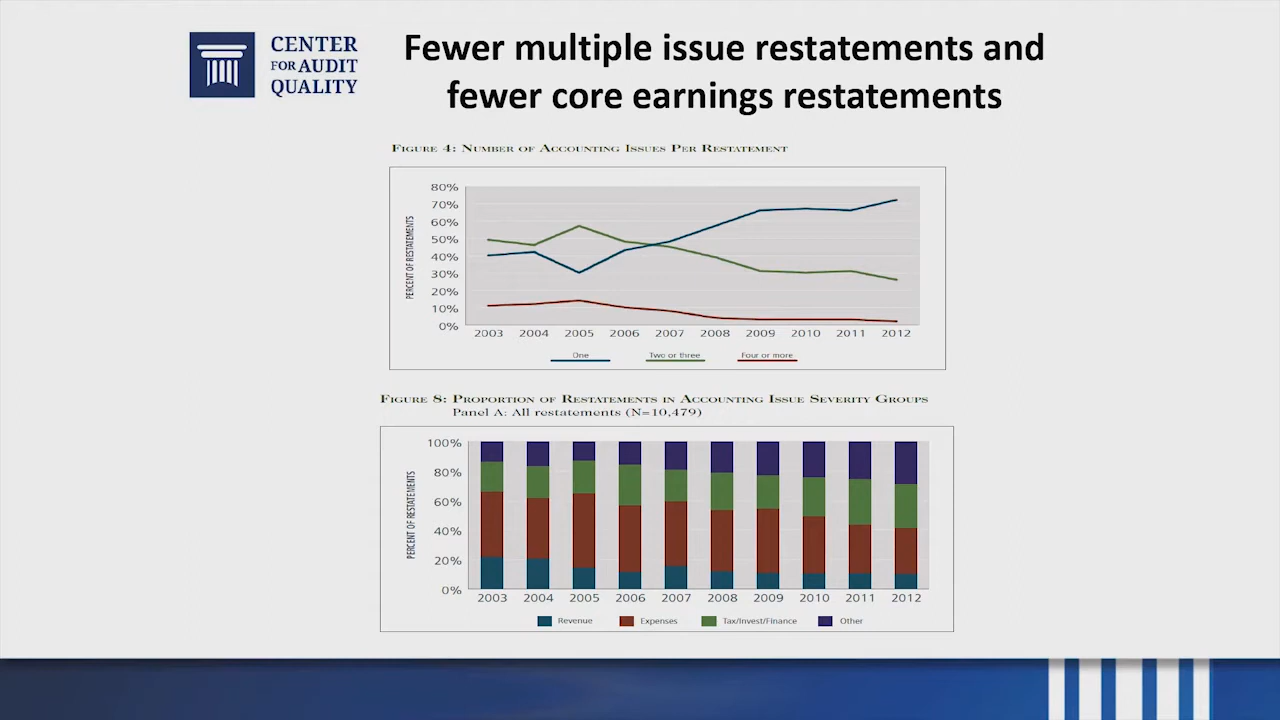 CENTER
FOR AUDIT
QUALITY
Fewer multiple issue restatements and
fewer core earnings restatements
FIGURE 4: NUMBER OF ACCOUNTING ISSUES PER RESTATEMENT
PERCENT OF RESTATEMENTS
80%
70%
60%
50%
40%
30%
20%
10%
0%
2003 2004 2005 2006 2007 2008 2009 2010 2011 2012
One Two or three Four or more
FIGURE 8: PROPORTION OF RESTATEMENTS IN ACCOUNTING ISSUE SEVERITY GROUPS
Panel A: All restatements (N=10,479)
PERCENT OF RESTATEMENTS
100%
80%
60%
40%
20%
0%
2003 2004 2005 2006 2007 2008 2009 2010 2011 2012
Revenue Expenses Tax/Invest/Finance Other